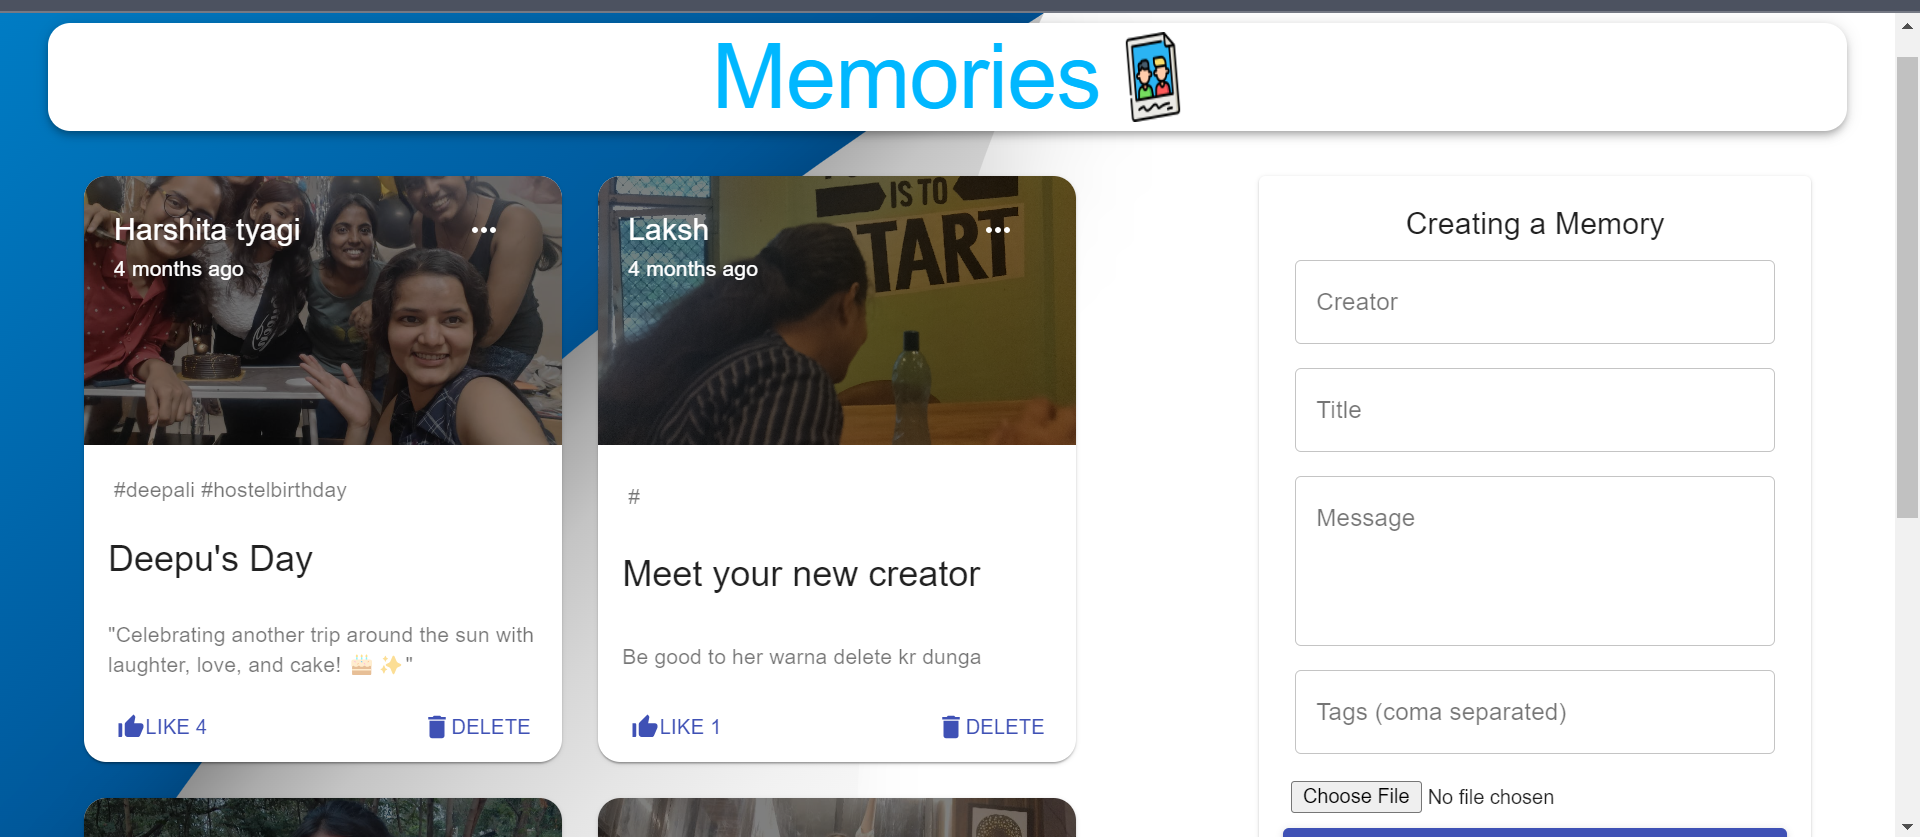 Memories
Harshita tyagi
4 months ago
#deepali #hostelbirthday
Deepu's Day
"Celebrating another trip around the sun with
laughter, love, and cake! 🎂 ✨"
LIKE 4
DELETE
IS TO
START
Laksh
4 months ago
#
Meet your new creator
Be good to her warna delete kr dunga
LIKE 1
DELETE
Creating a Memory
Creator
Title
Message
Tags (coma separated)
Choose File No file chosen